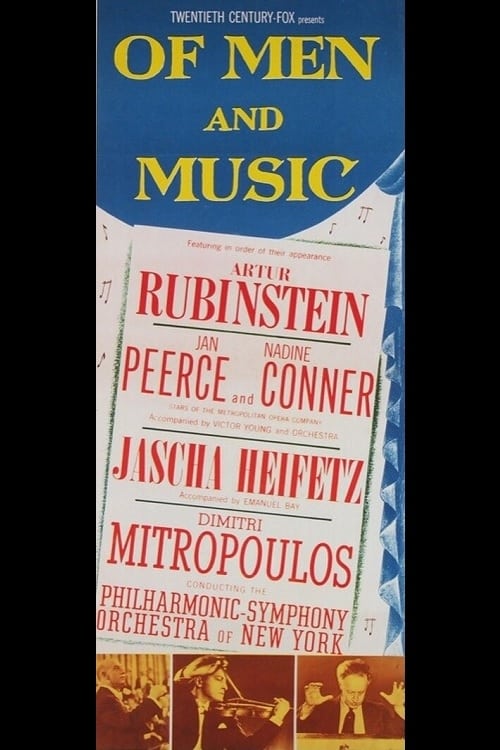 TWENTIETH CENTURY-FOX presents
OF MEN
AND
MUSIC
Featuring in order of their appearance
ARTUR
RUBINSTEIN
JAN NADINE
PEERCE and CONNER
STARS OF THE METROPOLITAN OPERA COMPANY
Accompanied by VICTOR YOUNG and ORCHESTRA
JASCHA HEIFETZ
Accompanied by EMANUEL BAY
DIMITRI
MITROPOULOS
CONDUCTING THE
PHILHARMONIC-SYMPHONY
ORCHESTRA OF NEW YORK